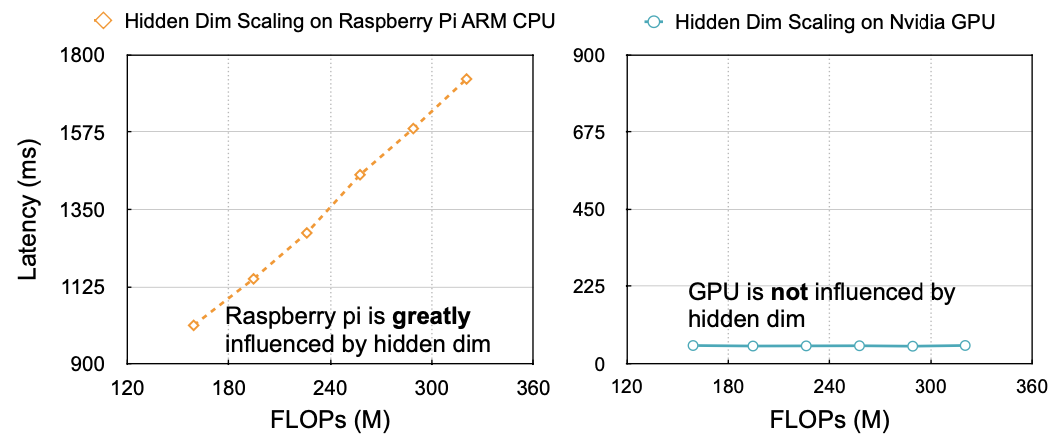 Hidden Dim Scaling on Raspberry Pi ARM CPU
Hidden Dim Scaling on Nvidia GPU
Latency (ms)
1800
1575
1350
1125
900
Raspberry pi is greatly
influenced by hidden dim
120 180 240 300 360
FLOPs (M)
900
675
450
225
0
GPU is not influenced by
hidden dim
120 180 240 300 360
FLOPs (M)